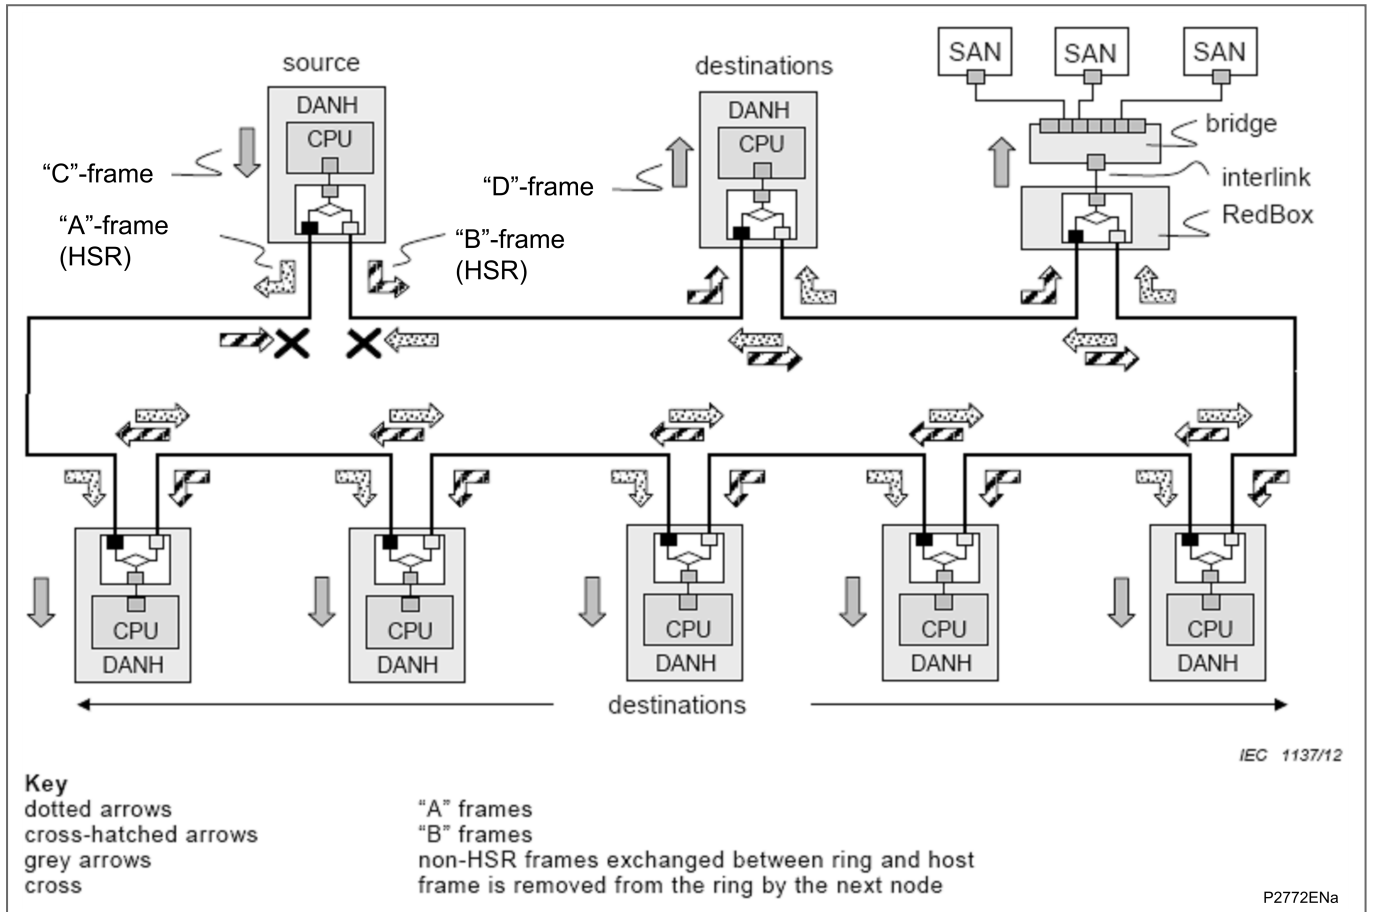 source
destinations
SAN
SAN
SAN
DANH
CPU
DANH
CPU
bridge
interlink
RedBox
“C”-frame
“D”-frame
“A”-frame
(HSR)
“B”-frame
(HSR)
CPU
DANH
CPU
DANH
CPU
DANH
CPU
DANH
CPU
DANH
destinations
IEC 1137/12
Key
dotted arrows “A” frames
cross-hatched arrows “B” frames
grey arrows non-HSR frames exchanged between ring and host
cross frame is removed from the ring by the next node
P2772ENa